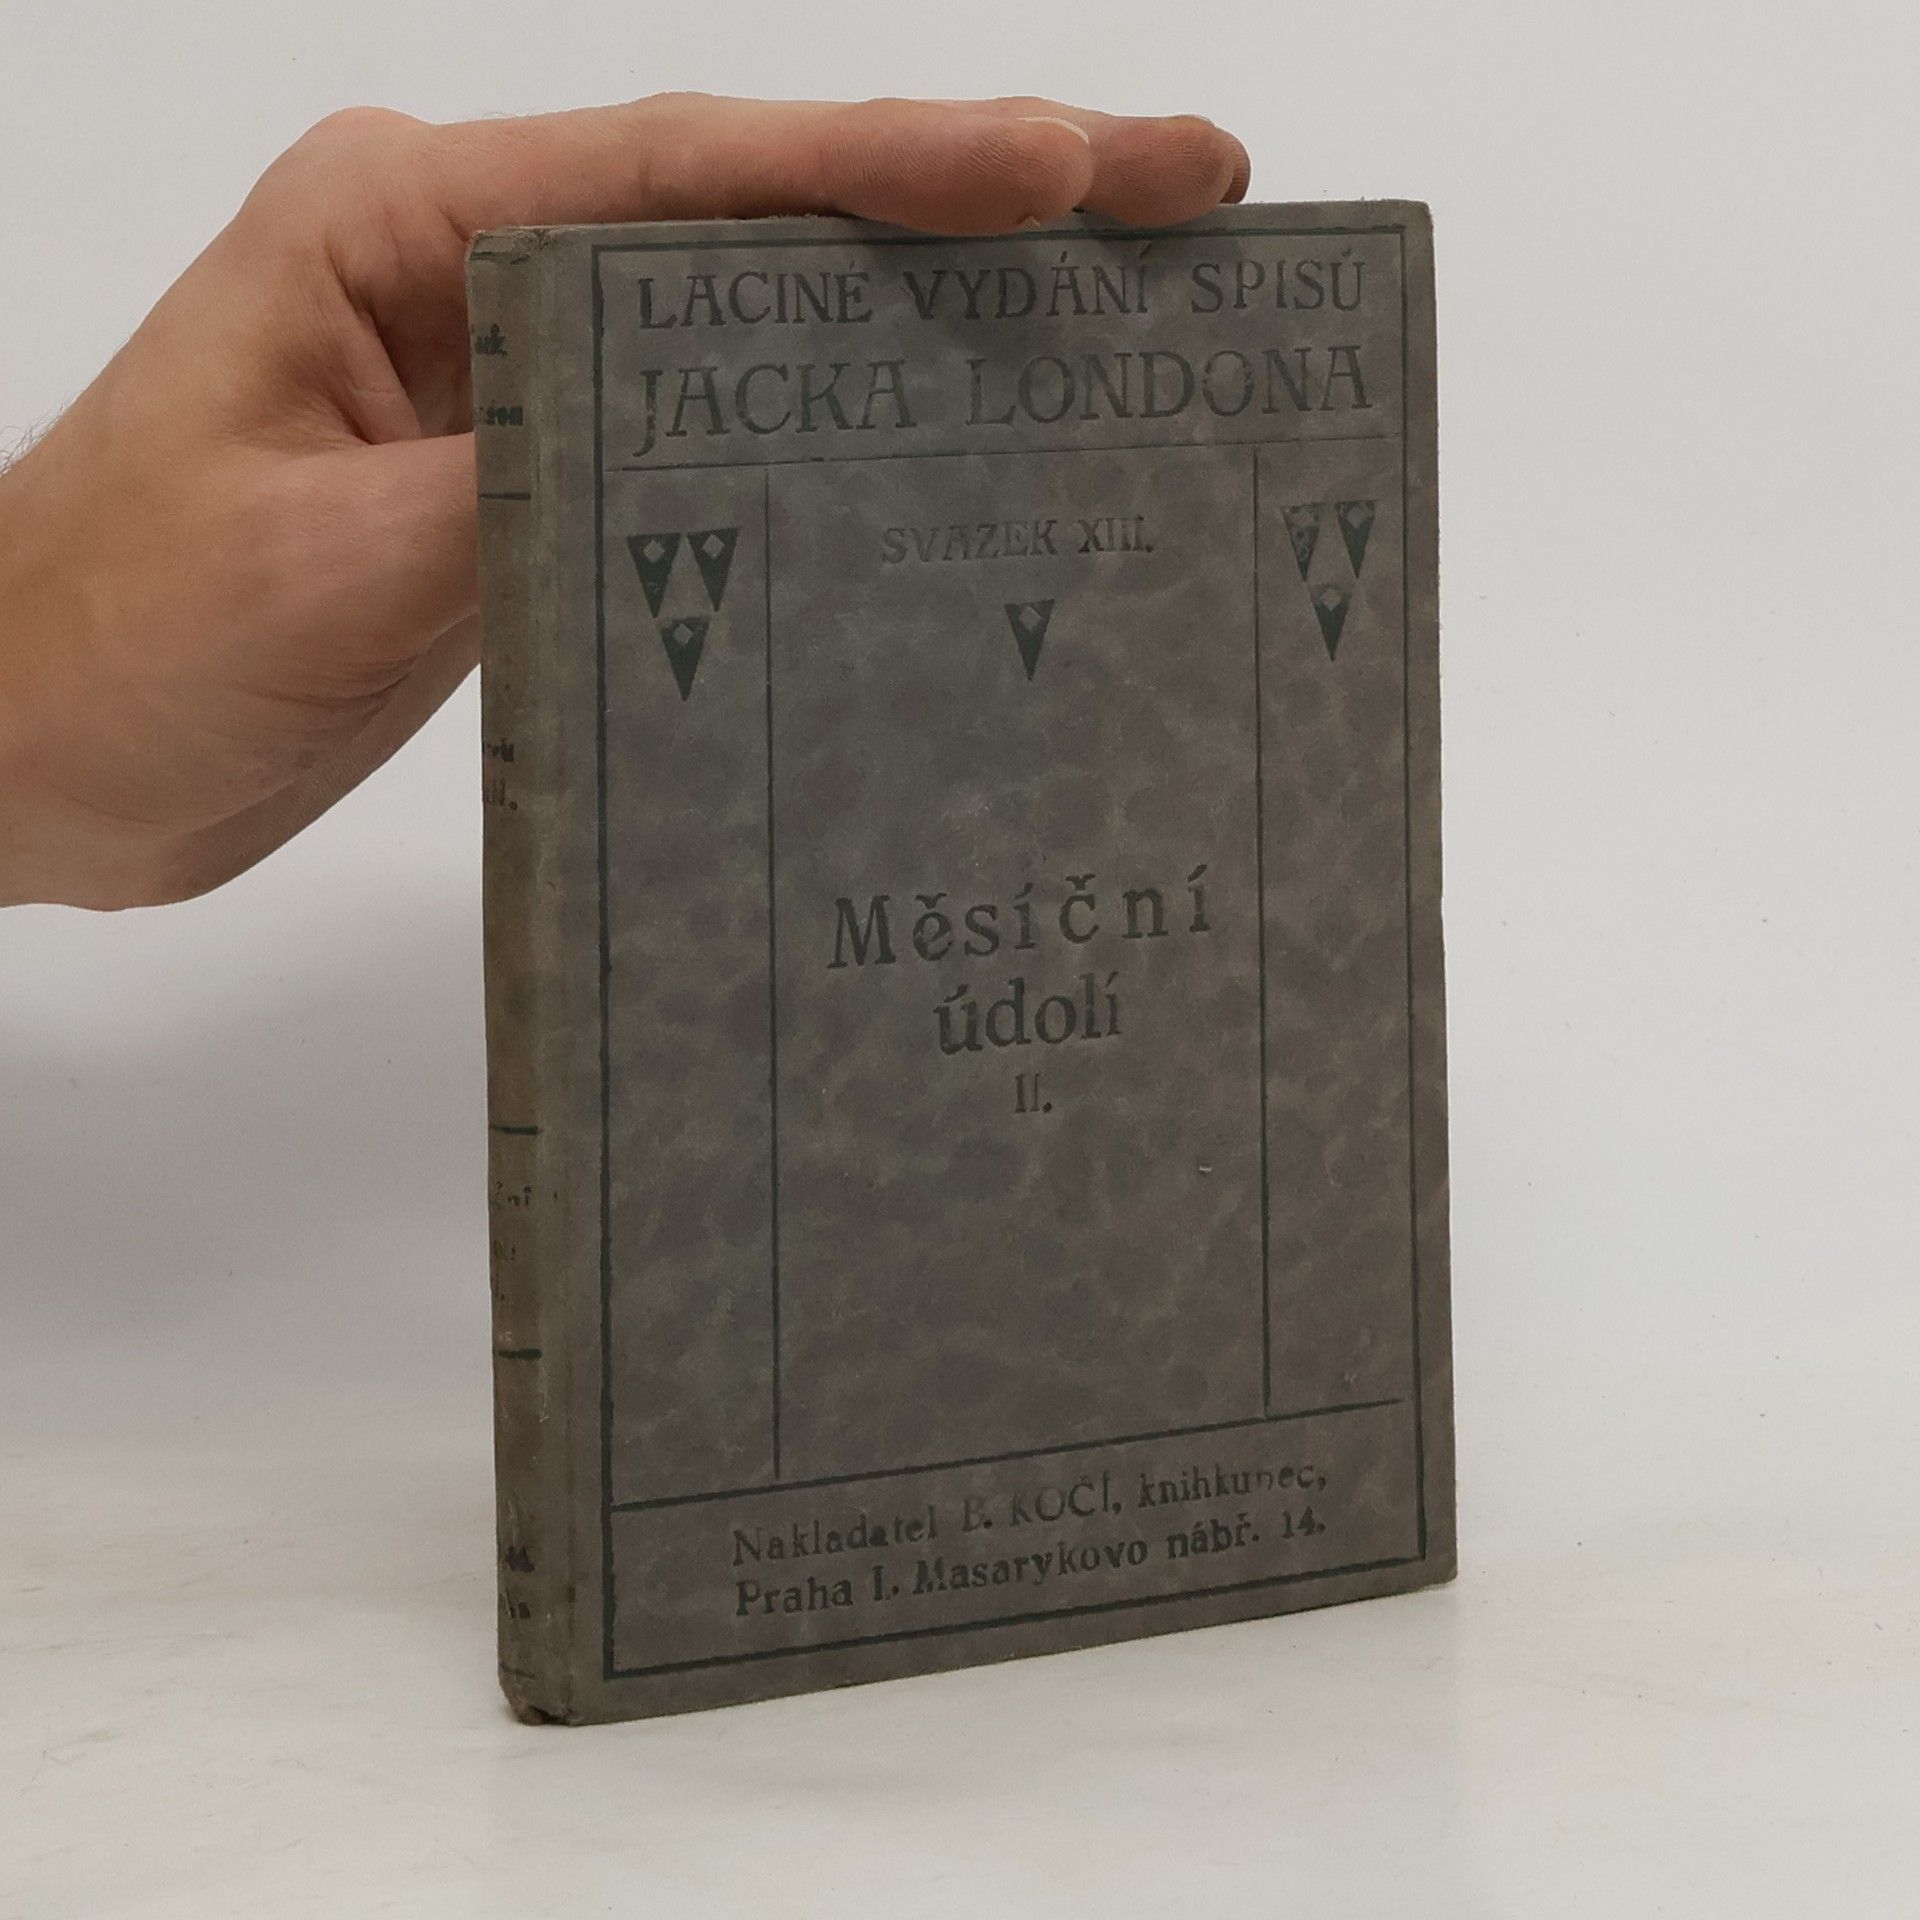 LACINÉ VYDÁNÍ SPISŮ
JACKA LONDONA
SVAZEK XIII.
Měsíční
údolí
II.
Nakladatel B. KOČÍ, knihkupec,
Praha I. Masarykovo nábř. 14.